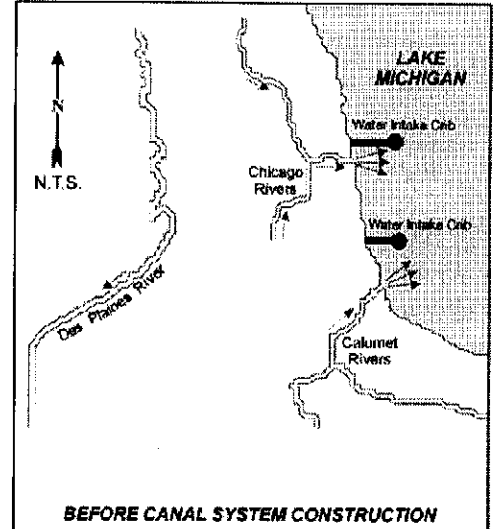 LAKE
MICHIGAN
N
N.T.S.
Water Intake Crib
Chicago
Rivers
Water Intake Crib
Des Plaines River
Calumet
Rivers
BEFORE CANAL SYSTEM CONSTRUCTION